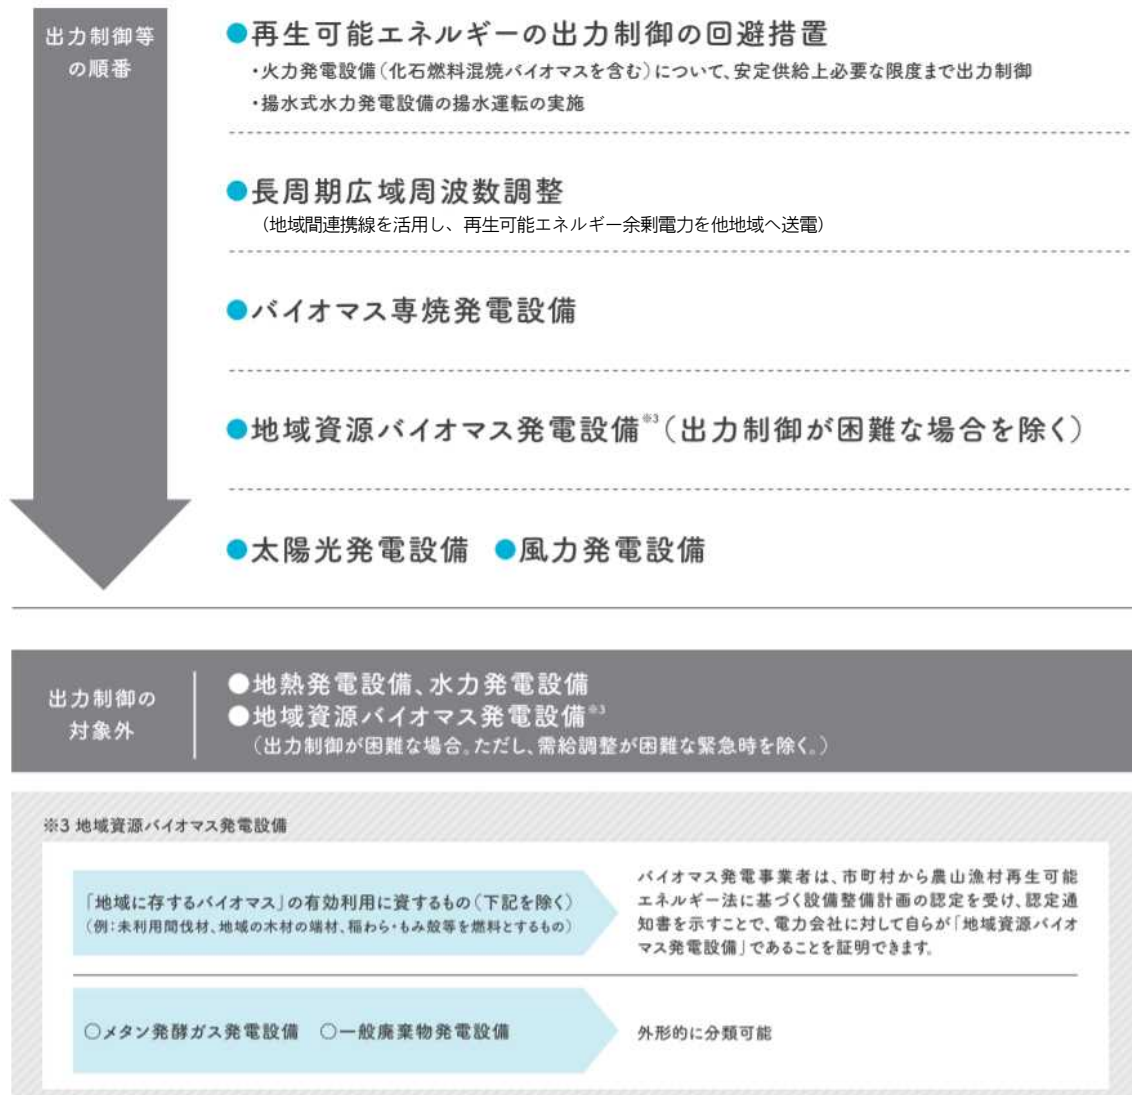 出力制御等
の順番
●再生可能エネルギーの出力制御の回避措置
・火力発電設備(化石燃料混焼バイオマスを含む)について、安定供給上必要な限度まで出力制御
・揚水式水力発電設備の揚水運転の実施
●長周期広域周波数調整
(地域間連携線を活用し、再生可能エネルギー余剰電力を他地域へ送電)
●バイオマス専焼発電設備
●地域資源バイオマス発電設備※3(出力制御が困難な場合を除く)
●太陽光発電設備 ●風力発電設備
出力制御の
対象外
●地熱発電設備、水力発電設備
●地域資源バイオマス発電設備※3
(出力制御が困難な場合。ただし、需給調整が困難な緊急時を除く。)
※3 地域資源バイオマス発電設備
「地域に存するバイオマス」の有効利用に資するもの(下記を除く)
(例:未利用間伐材、地域の木材の端材、稲わら・もみ殻等を燃料とするもの)
バイオマス発電事業者は、市町村から農山漁村再生可能
エネルギー法に基づく設備整備計画の認定を受け、認定通
知書を示すことで、電力会社に対して自らが「地域資源バイオ
マス発電設備」であることを証明できます。
○メタン発酵ガス発電設備 ○一般廃棄物発電設備
外形的に分類可能